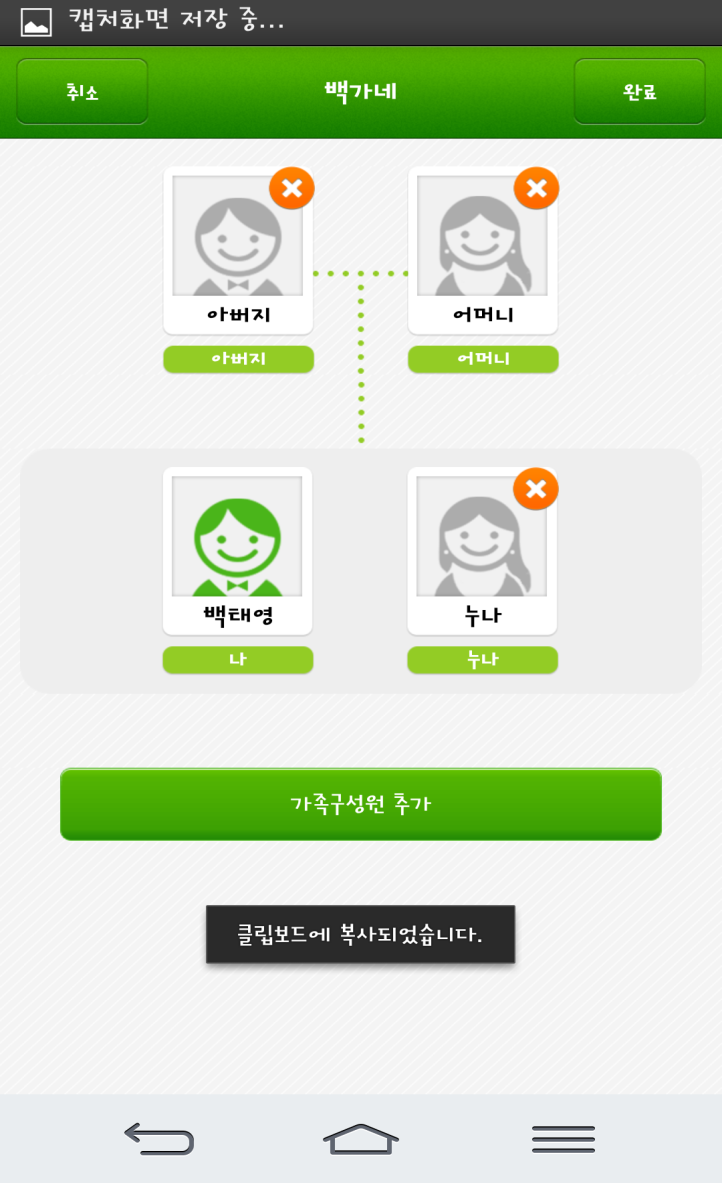 캡처화면 저장 중...
취소
백가네
완료
아버지
어머니
아버지
어머니
백태영
누나
나
누나
가족구성원 추가
클립보드에 복사되었습니다.